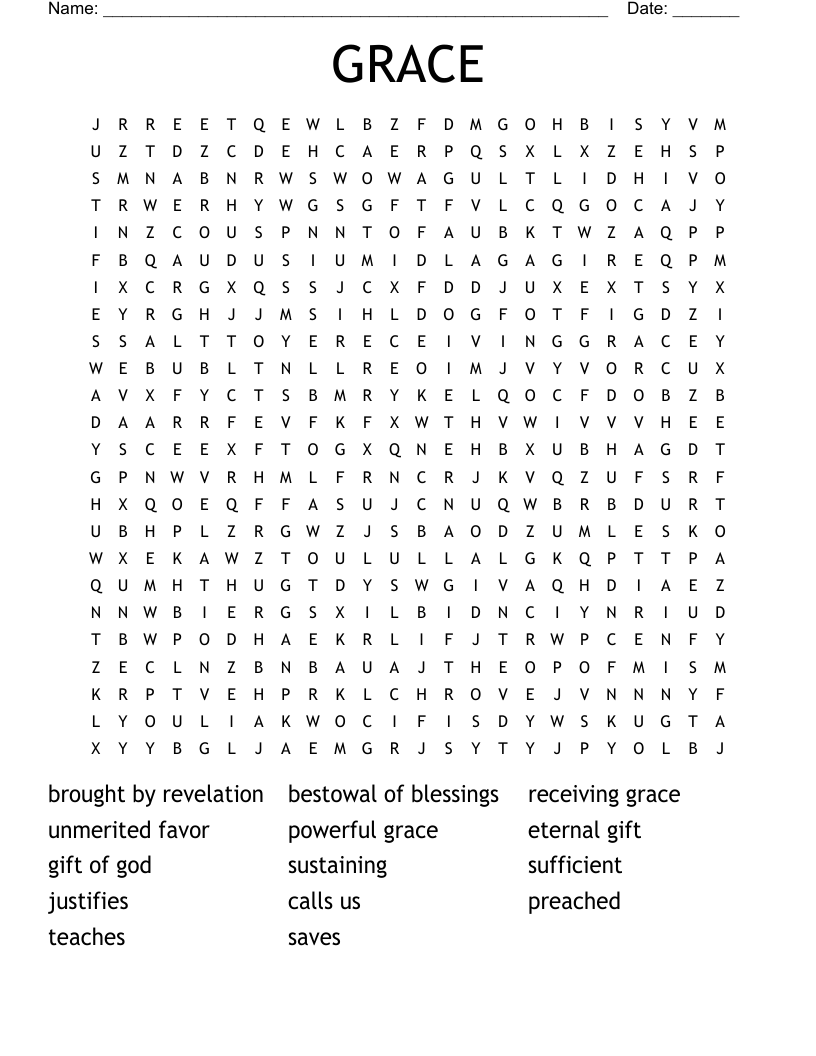 Name: _____________________________________________________ Date: _______
GRACE
J R R E E T Q E W L B Z F D M G O H B I S Y V M
U Z T D Z C D E H C A E R P Q S X L X Z E H S P
S M N A B N R W S W O W A G U L T L I D H I V O
T R W E R H Y W G S G F T F V L C Q G O C A J Y
I N Z C O U S P N N T O F A U B K T W Z A Q P P
F B Q A U D U S I U M I D L A G A G I R E Q P M
I X C R G X Q S S J C X F D D J U X E X T S Y X
E Y R G H J J M S I H L D O G F O T F I G D Z I
S S A L T T O Y E R E C E I V I N G G R A C E Y
W E B U B L T N L L R E O I M J V Y V O R C U X
A V X F Y C T S B M R Y K E L Q O C F D O B Z B
D A A R R F E V F K F X W T H V W I V V V H E E
Y S C E E X F T O G X Q N E H B X U B H A G D T
G P N W V R H M L F R N C R J K V Q Z U F S R F
H X Q O E Q F F A S U J C N U Q W B R B D U R T
U B H P L Z R G W Z J S B A O D Z U M L E S K O
W X E K A W Z T O U L U L L A L G K Q P T T P A
Q U M H T H U G T D Y S W G I V A Q H D I A E Z
N N W B I E R G S X I L B I D N C I Y N R I U D
T B W P O D H A E K R L I F J T R W P C E N F Y
Z E C L N Z B N B A U A J T H E O P O F M I S M
K R P T V E H P R K L C H R O V E J V N N N Y F
L Y O U L I A K W O C I F I S D Y W S K U G T A
X Y Y B G L J A E M G R J S Y T Y J P Y O L B J
brought by revelation bestowal of blessings receiving grace
unmerited favor powerful grace eternal gift
gift of god sustaining sufficient
justifies calls us preached
teaches saves